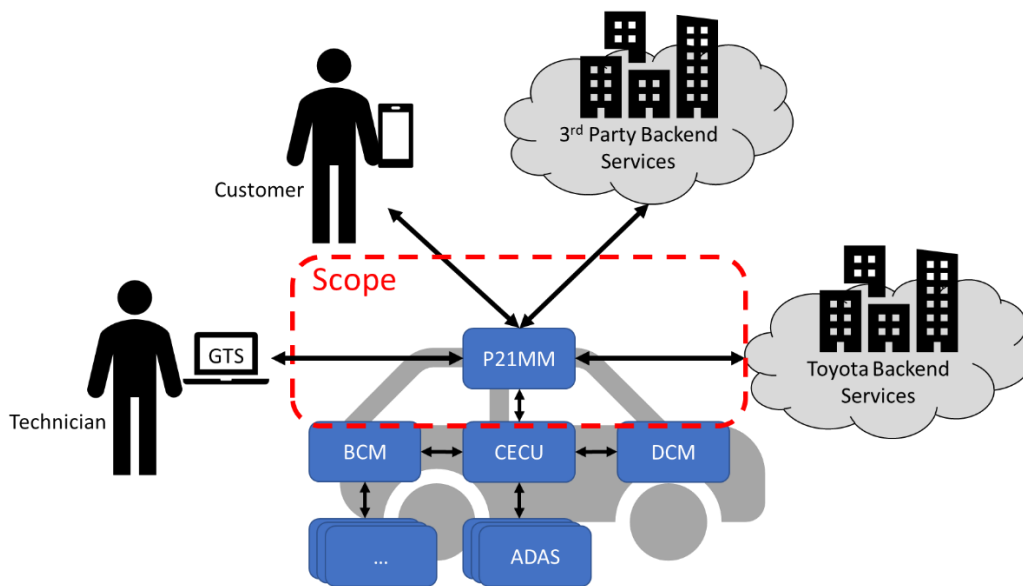 3rd Party Backend
Services
Customer
Scope
GTS
P21MM
Toyota Backend
Services
Technician
BCM
CECU
DCM
...
ADAS